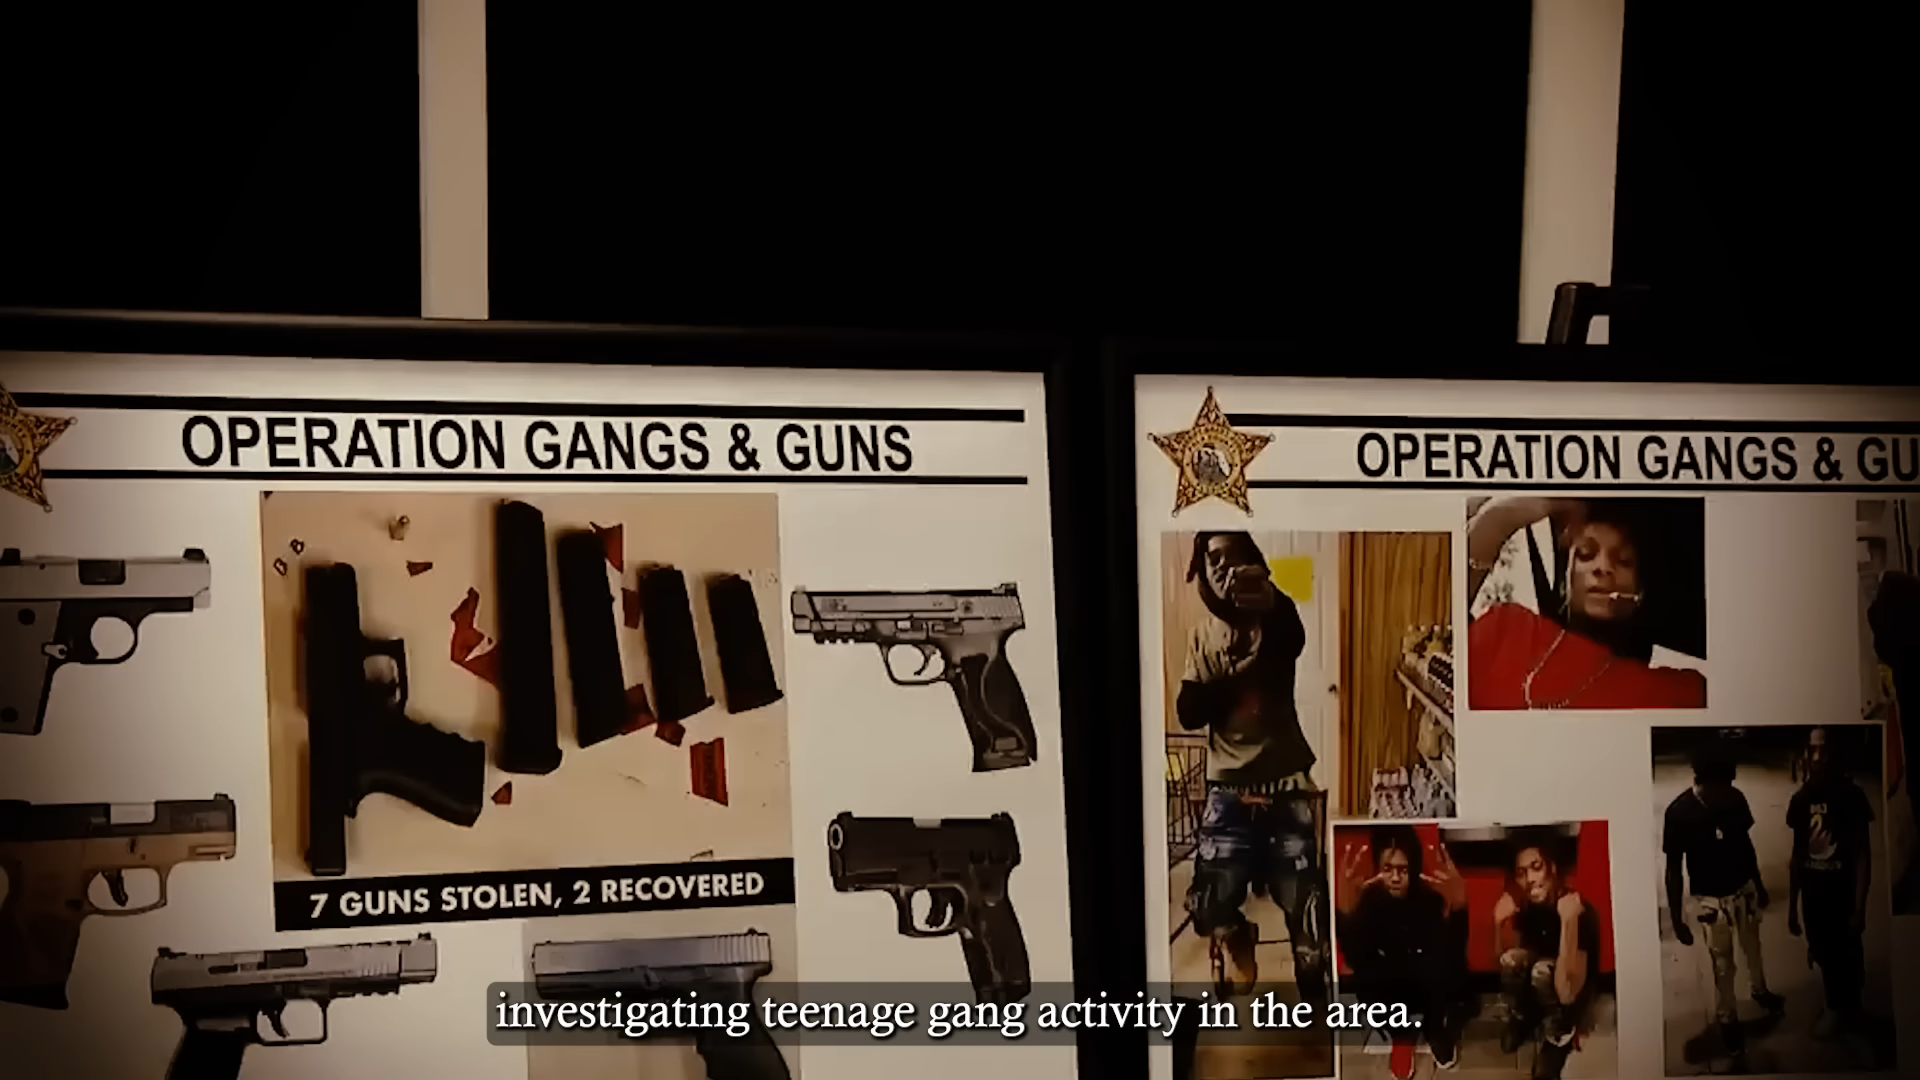 OPERATION GANGS & GUNS
7 GUNS STOLEN, 2 RECOVERED
OPERATION GANGS & GU
investigating teenage gang activity in the area.